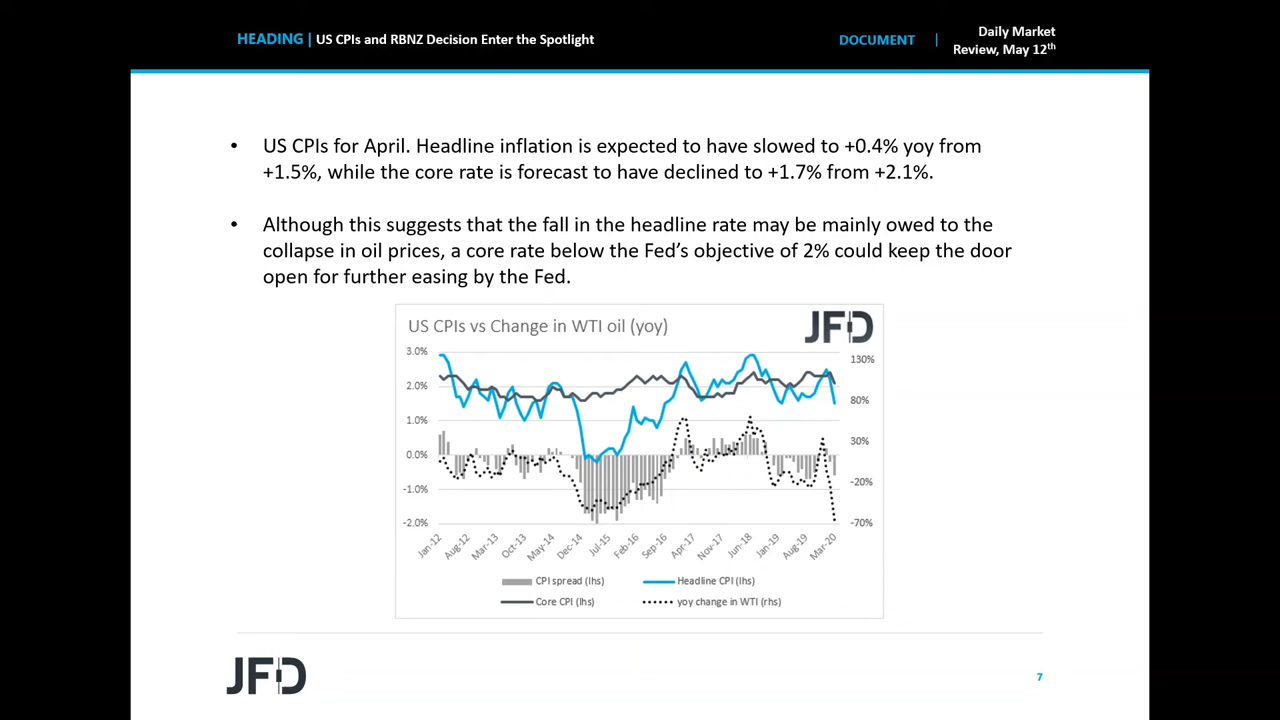 HEADING | US CPIs and RBNZ Decision Enter the Spotlight
DOCUMENT |
Daily Market
Review, May 12th
• US CPIs for April. Headline inflation is expected to have slowed to +0.4% yoy from
+1.5%, while the core rate is forecast to have declined to +1.7% from +2.1%.
• Although this suggests that the fall in the headline rate may be mainly owed to the
collapse in oil prices, a core rate below the Fed's objective of 2% could keep the door
open for further easing by the Fed.
US CPIs vs Change in WTI oil (yoy)
JFD
3.0%
2.0%
1.0%
0.0%
-1.0%
-2.0%
130%
80%
30%
-20%
-70%
Jan-12
Aug-12
Mar-13
Oct-13
May-14
Dec-14
Jul-15
Feb-16
Sep-16
Apr-17
Nov-17
Jun-18
Jan-19
Aug-19
Mar-20
CPI spread (lhs)
Headline CPI (lhs)
Core CPI (lhs)
yoy change in WTI (rhs)
JFD
7